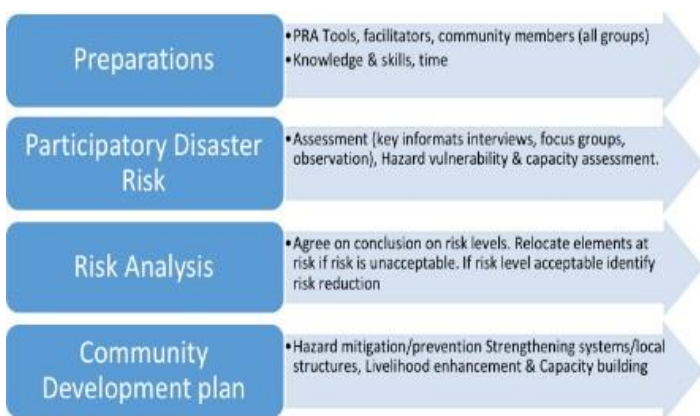 Preparations
•PRA Tools, facilitators, community members (all groups)
•Knowledge & skills, time
Participatory Disaster
Risk
•Assessment {key informats interviews, focus groups,
observation}, Hazard vulnerability & capacity assessment.
Risk Analysis
•Agree on conclusion on risk levels. Relocate elements at
risk if risk is unacceptable. If risk level acceptable identify
risk reduction
Community
Development plan
•Hazard mitigation/prevention Strengthening systems/local
structures, Livelihood enhancement & Capacity building